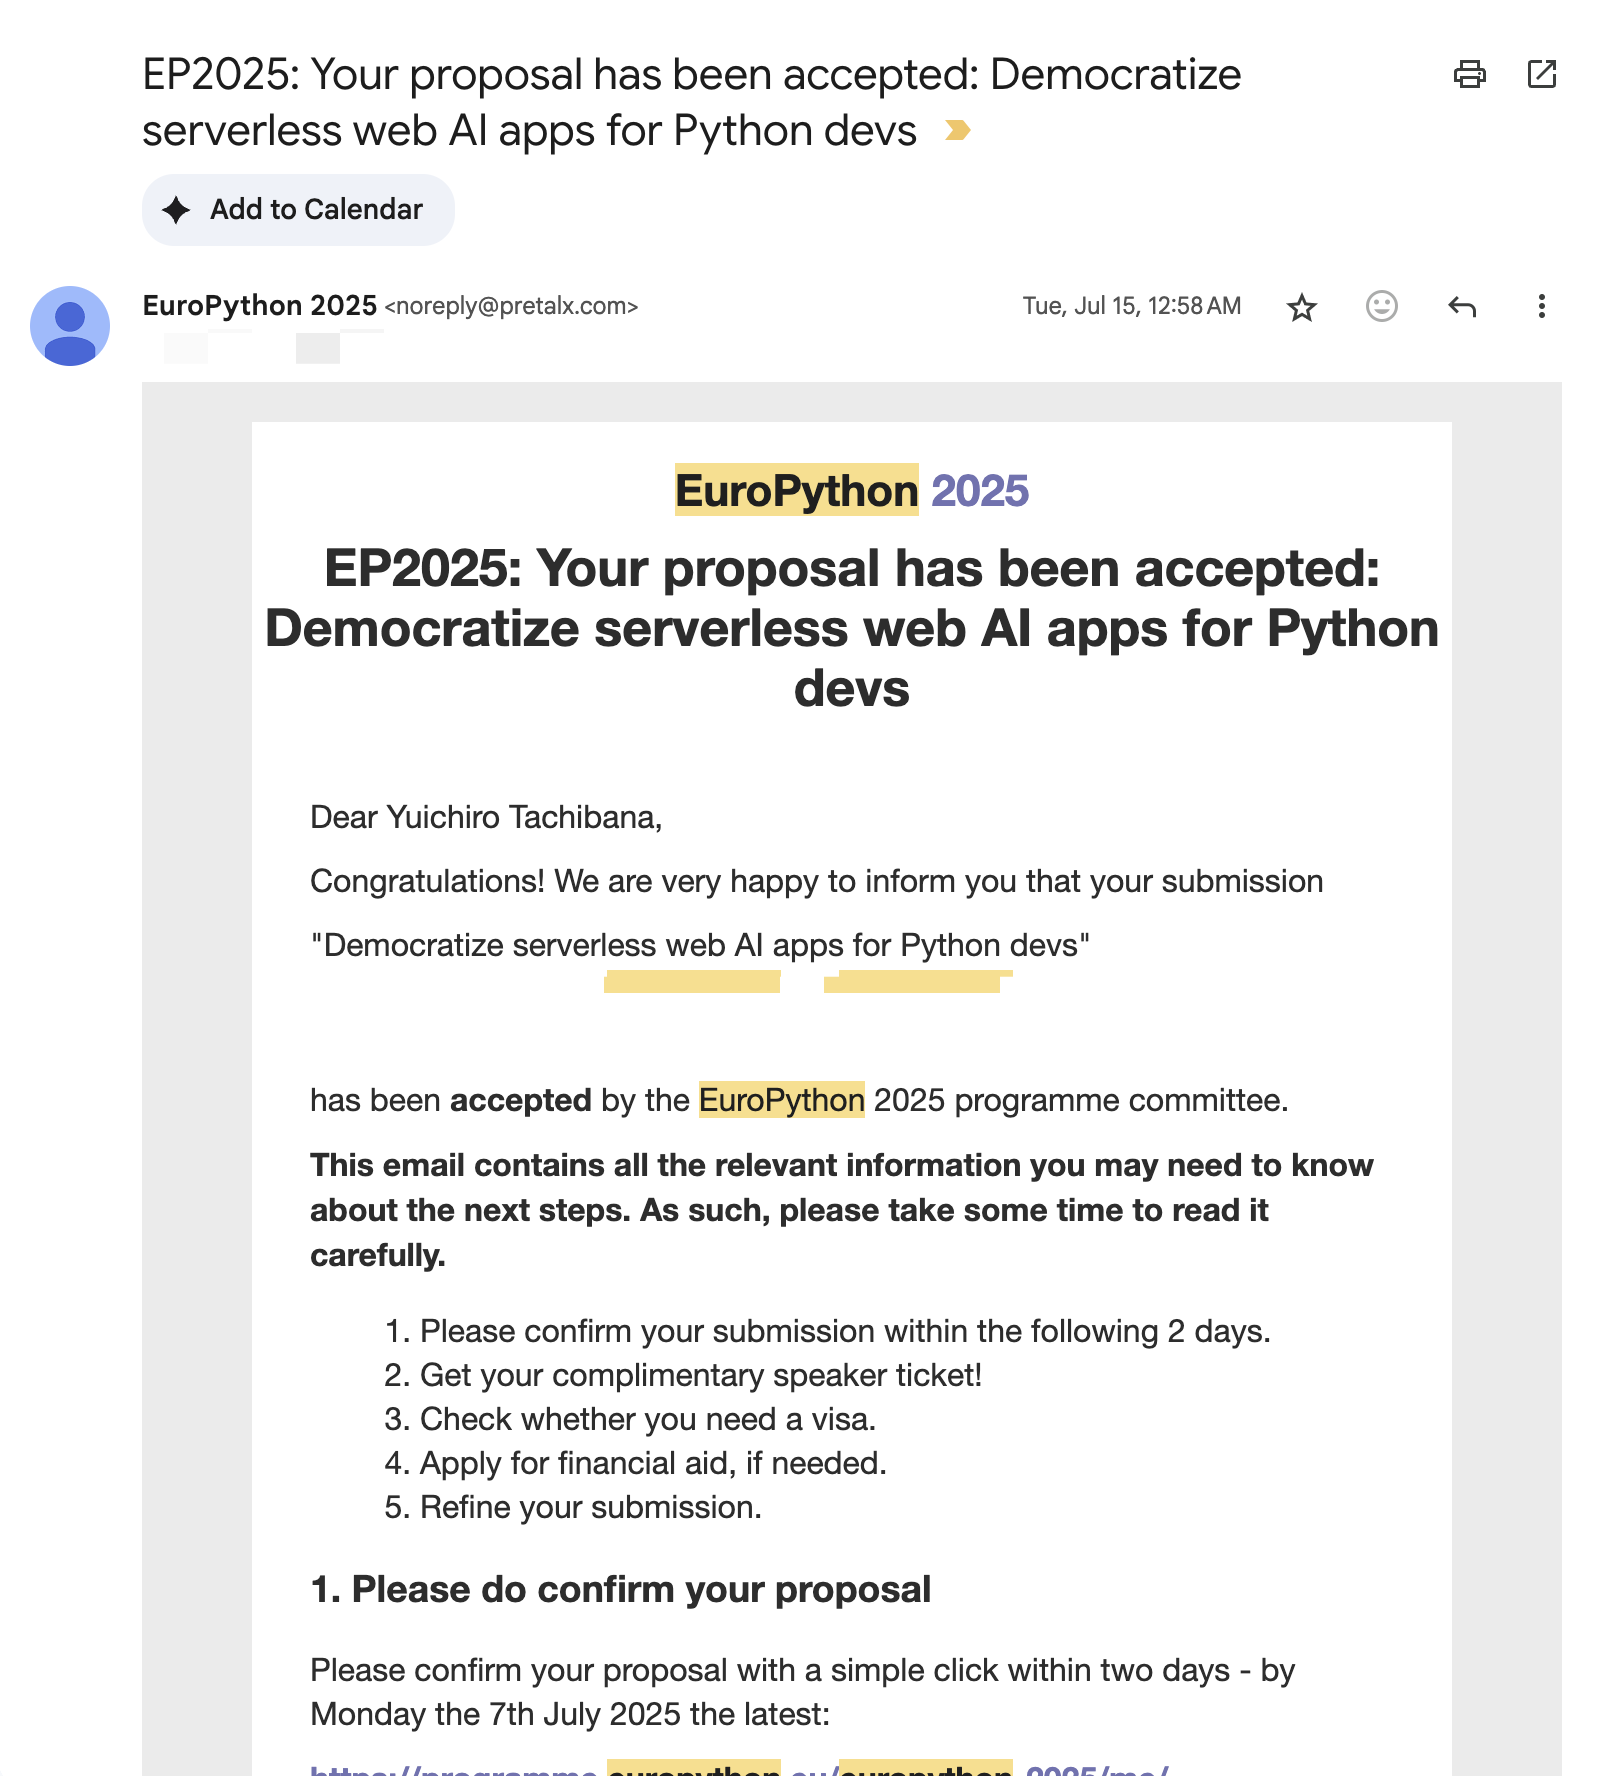 EP2025: Your proposal has been accepted: Democratize
serverless web AI apps for Python devs
Add to Calendar
EuroPython 2025 <noreply@pretalx.com>
Tue, Jul 15, 12:58 AM
EuroPython 2025
EP2025: Your proposal has been accepted:
Democratize serverless web AI apps for Python
devs
Dear Yuichiro Tachibana,
Congratulations! We are very happy to inform you that your submission
"Democratize serverless web AI apps for Python devs"
has been accepted by the EuroPython 2025 programme committee.
This email contains all the relevant information you may need to know
about the next steps. As such, please take some time to read it
carefully.
1. Please confirm your submission within the following 2 days.
2. Get your complimentary speaker ticket!
3. Check whether you need a visa.
4. Apply for financial aid, if needed.
5. Refine your submission.
1. Please do confirm your proposal
Please confirm your proposal with a simple click within two days - by
Monday the 7th July 2025 the latest:
https://programme.europython.eu/europython-2025/me/